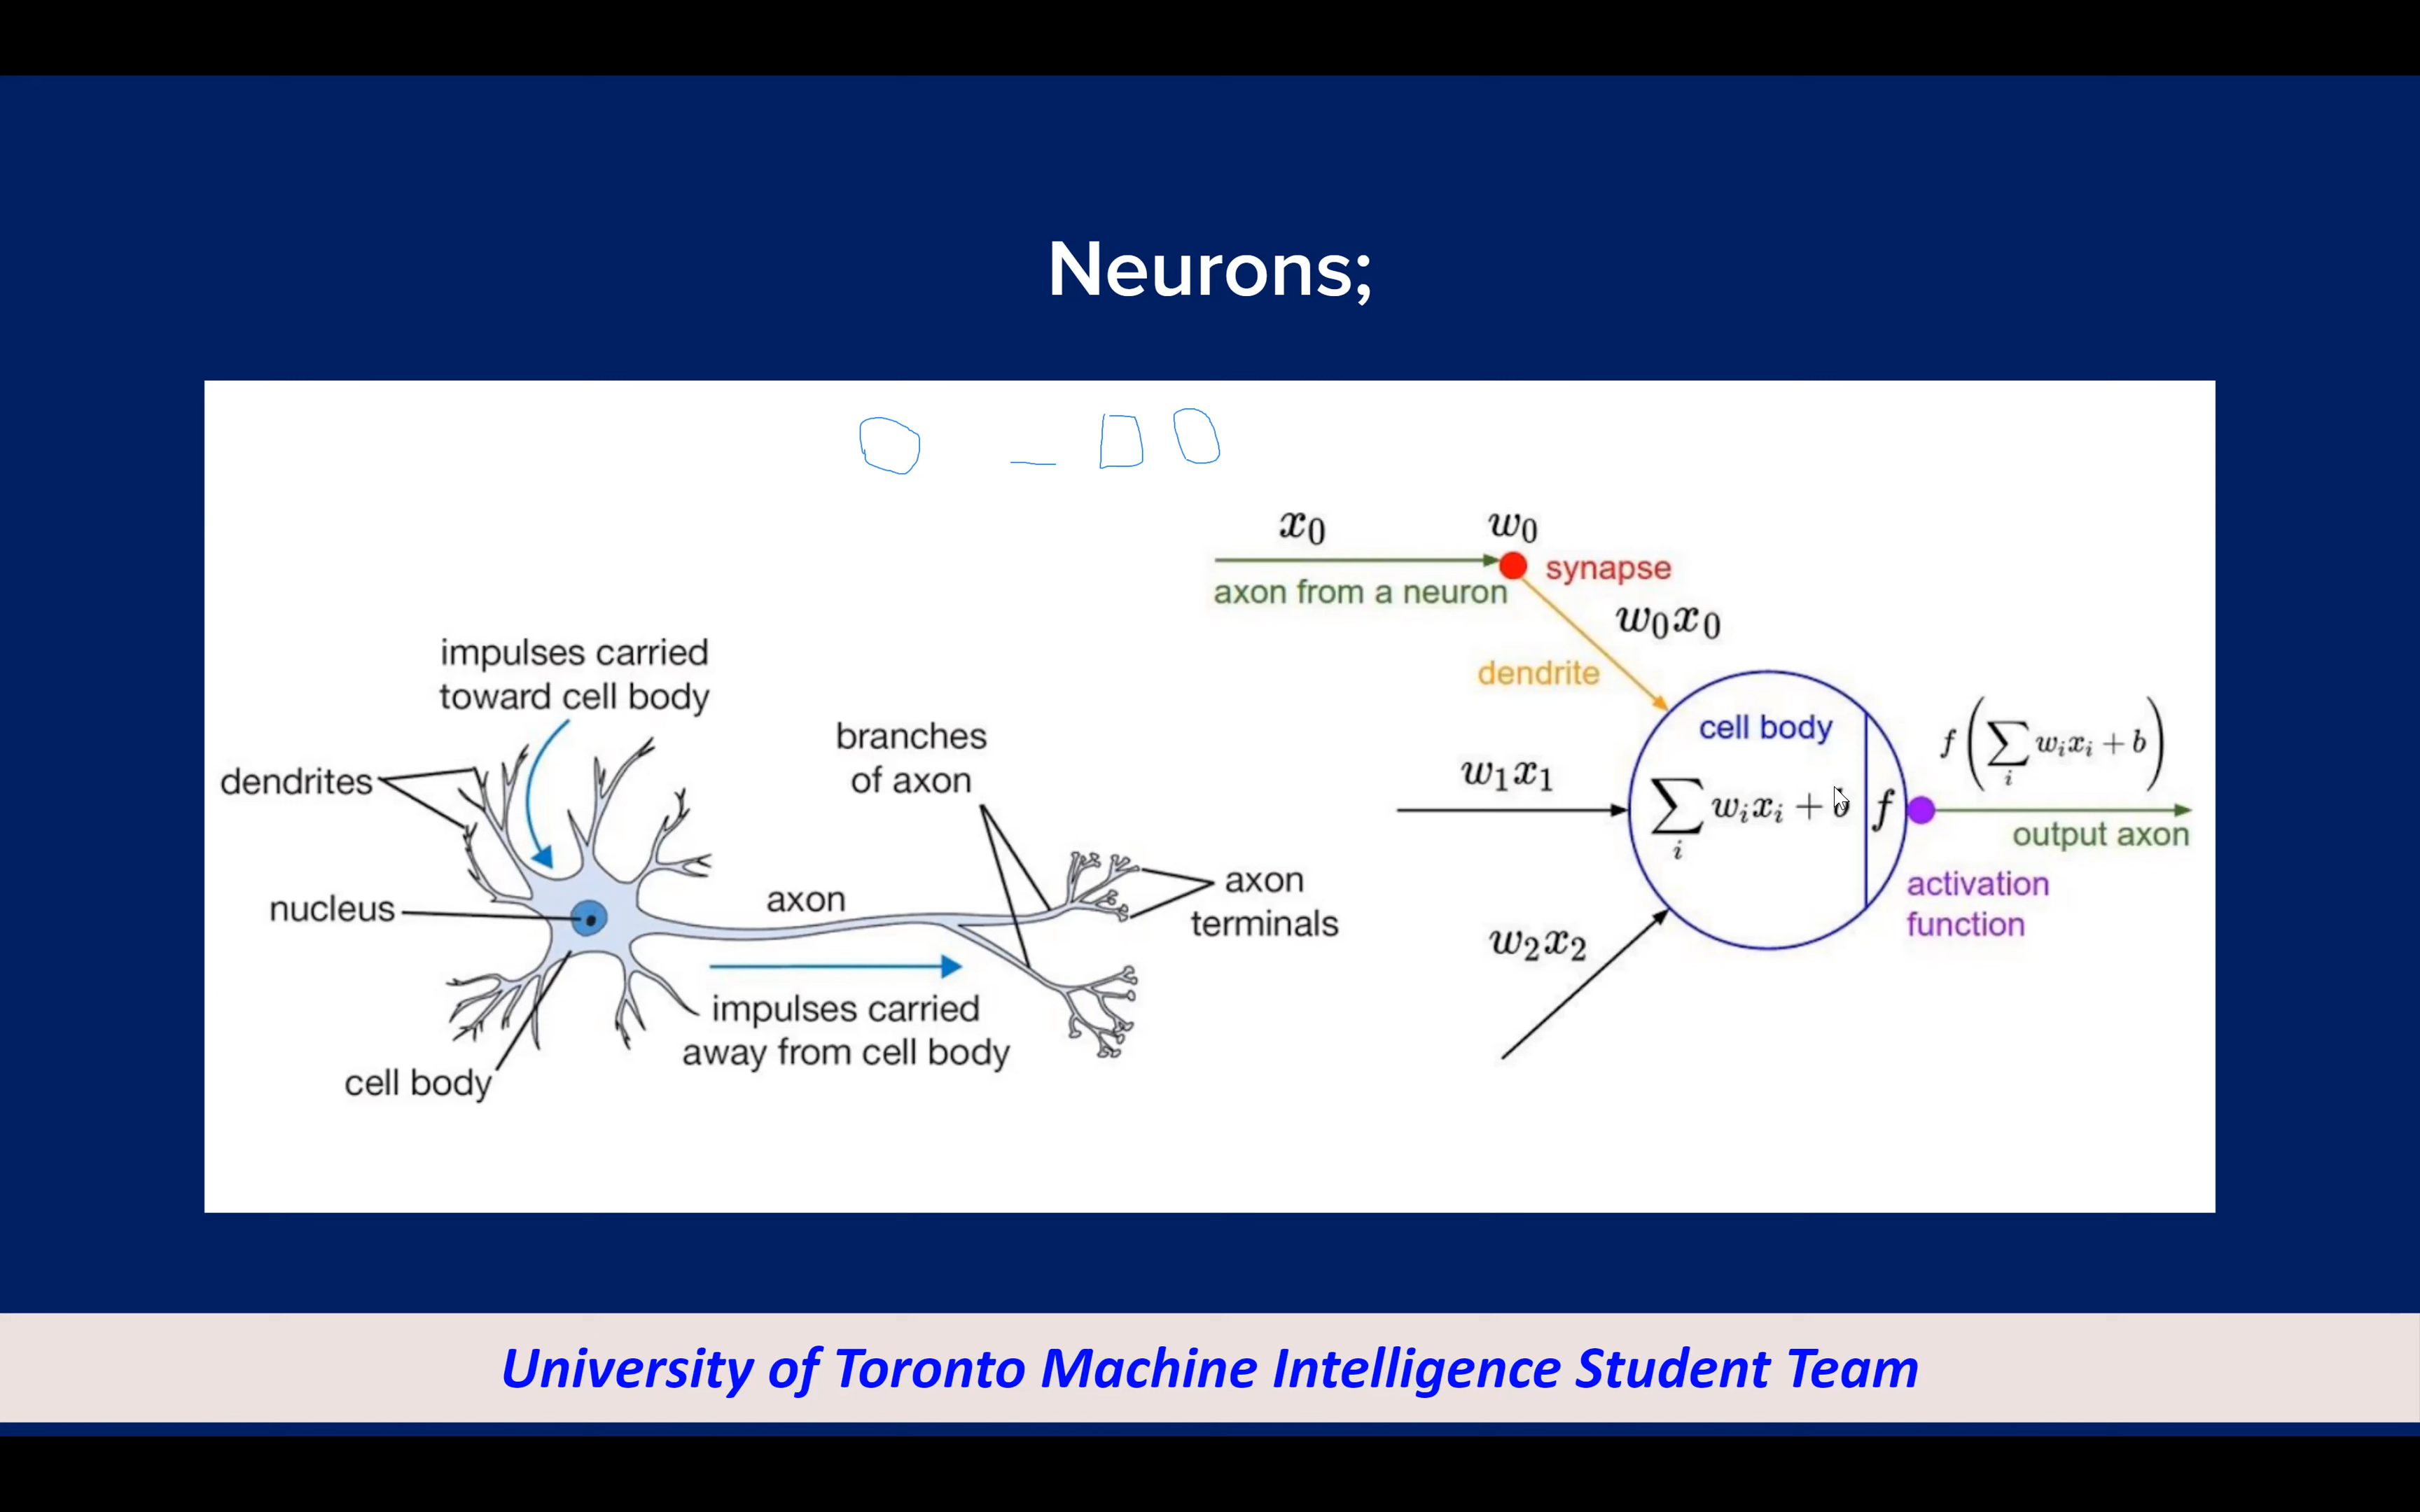 Neurons;
impulses carried
toward cell body
dendrites
nucleus
cell body
axon
impulses carried
away from cell body
branches
of axon
axon
terminals
x₀
w₀
axon from a neuron
synapse
w₀x₀
dendrite
w₁x₁
w₂x₂
cell body
∑ᵢ wᵢxᵢ + b
f
f(∑ᵢ wᵢxᵢ + b)
output axon
activation
function
University of Toronto Machine Intelligence Student Team